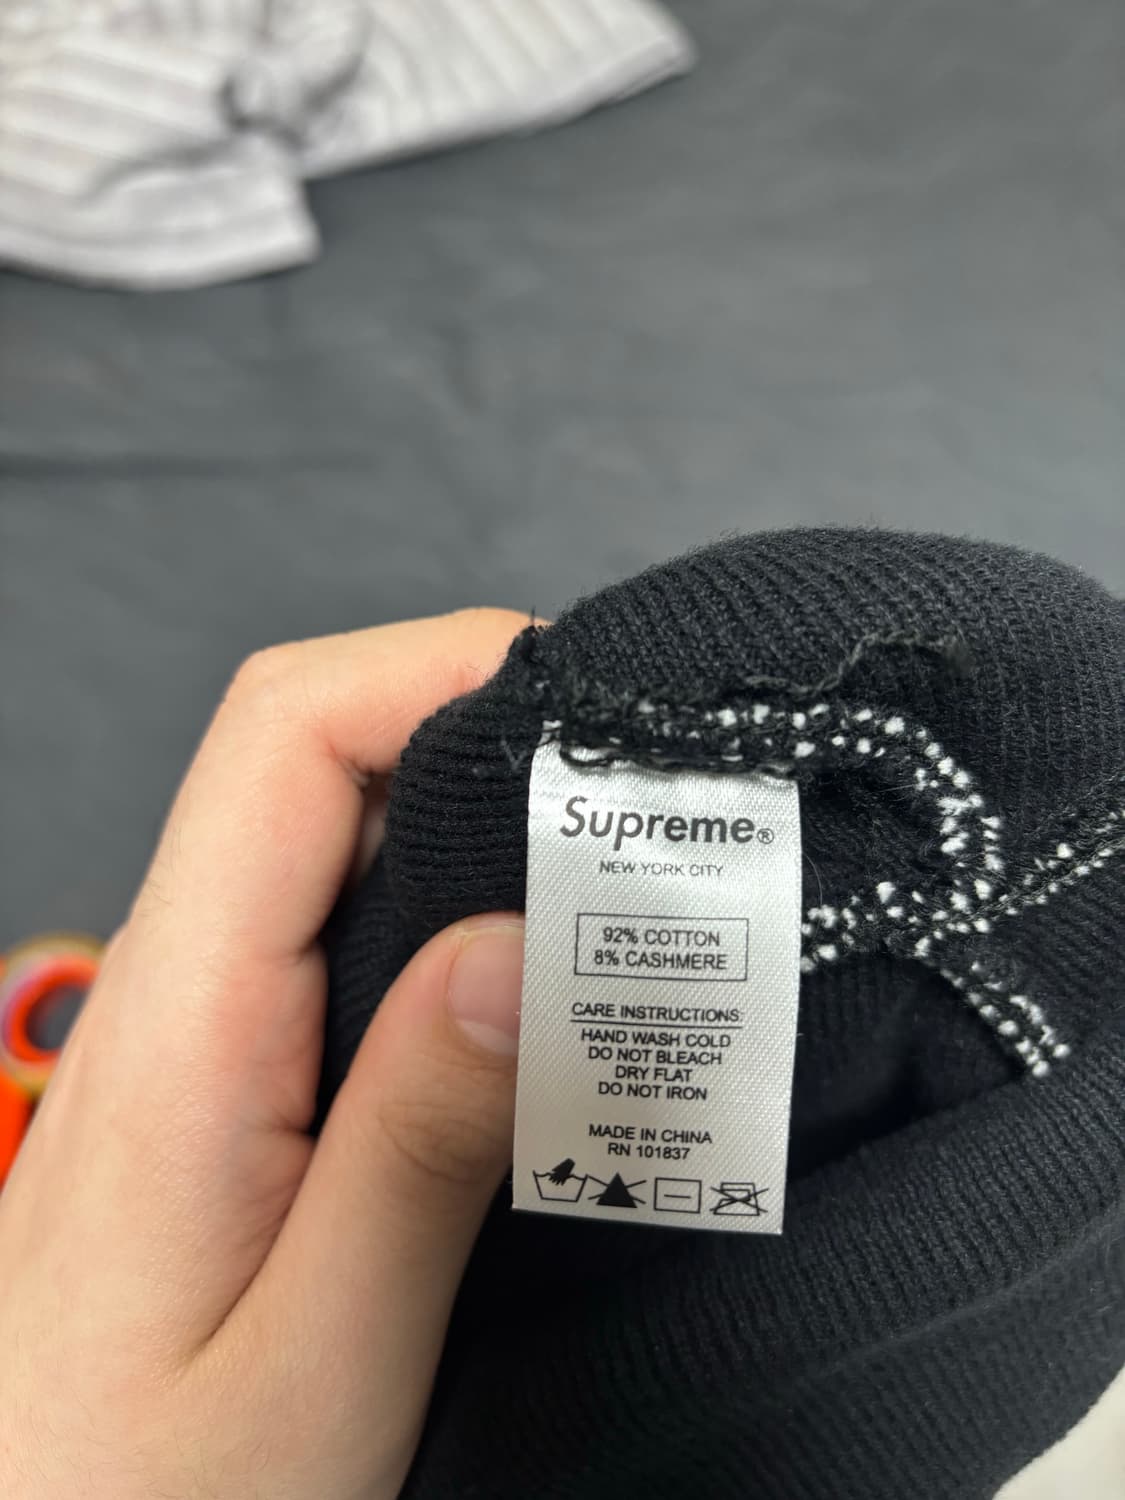 Supreme®
NEW YORK CITY
92% COTTON
8% CASHMERE
CARE INSTRUCTIONS:
HAND WASH COLD
DO NOT BLEACH
DRY FLAT
DO NOT IRON
MADE IN CHINA
RN 101837